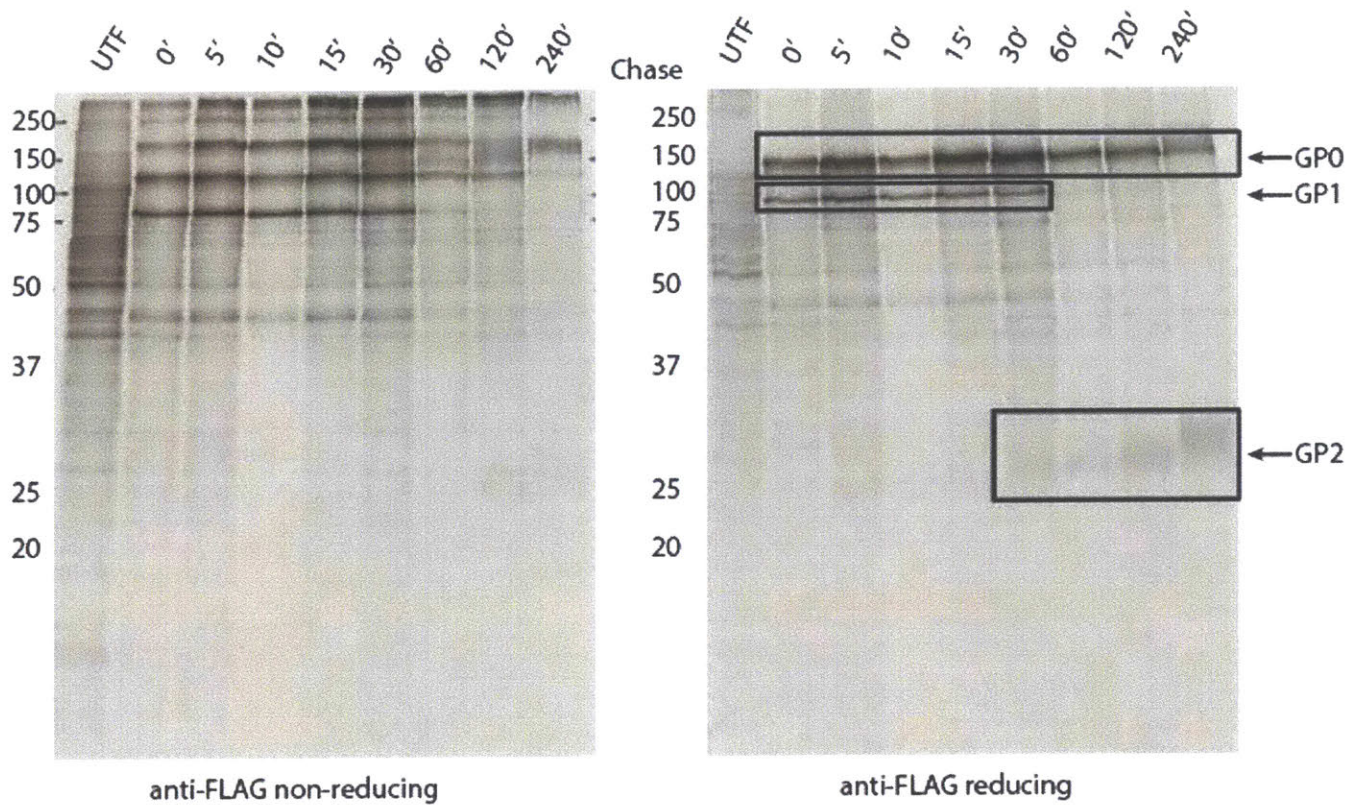 UTF 0′ 5′ 10′ 15′ 30′ 60′ 120′ 240′
Chase
UTF 0′ 5′ 10′ 15′ 30′ 60′ 120′ 240′
250
150
100
75
50
37
25
20
250
150
100
75
50
37
25
20
GP0
GP1
GP2
anti-FLAG non-reducing
anti-FLAG reducing